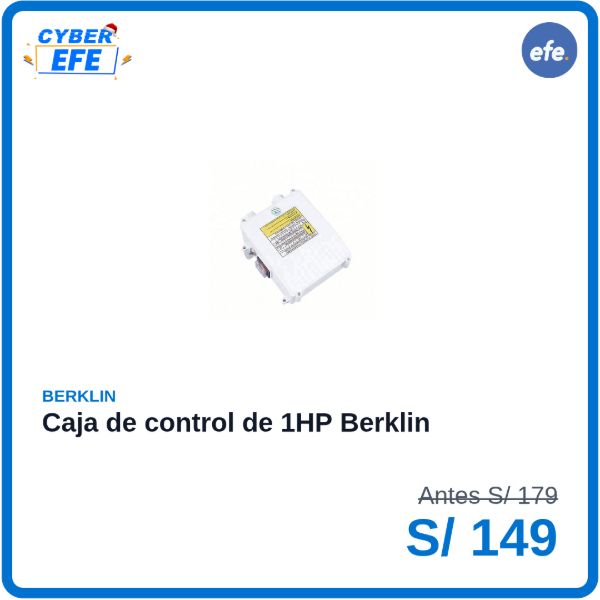 CYBER
EFE
efe.
BERKLIN
Caja de control de 1HP Berklin
Antes S/ 179
S/ 149